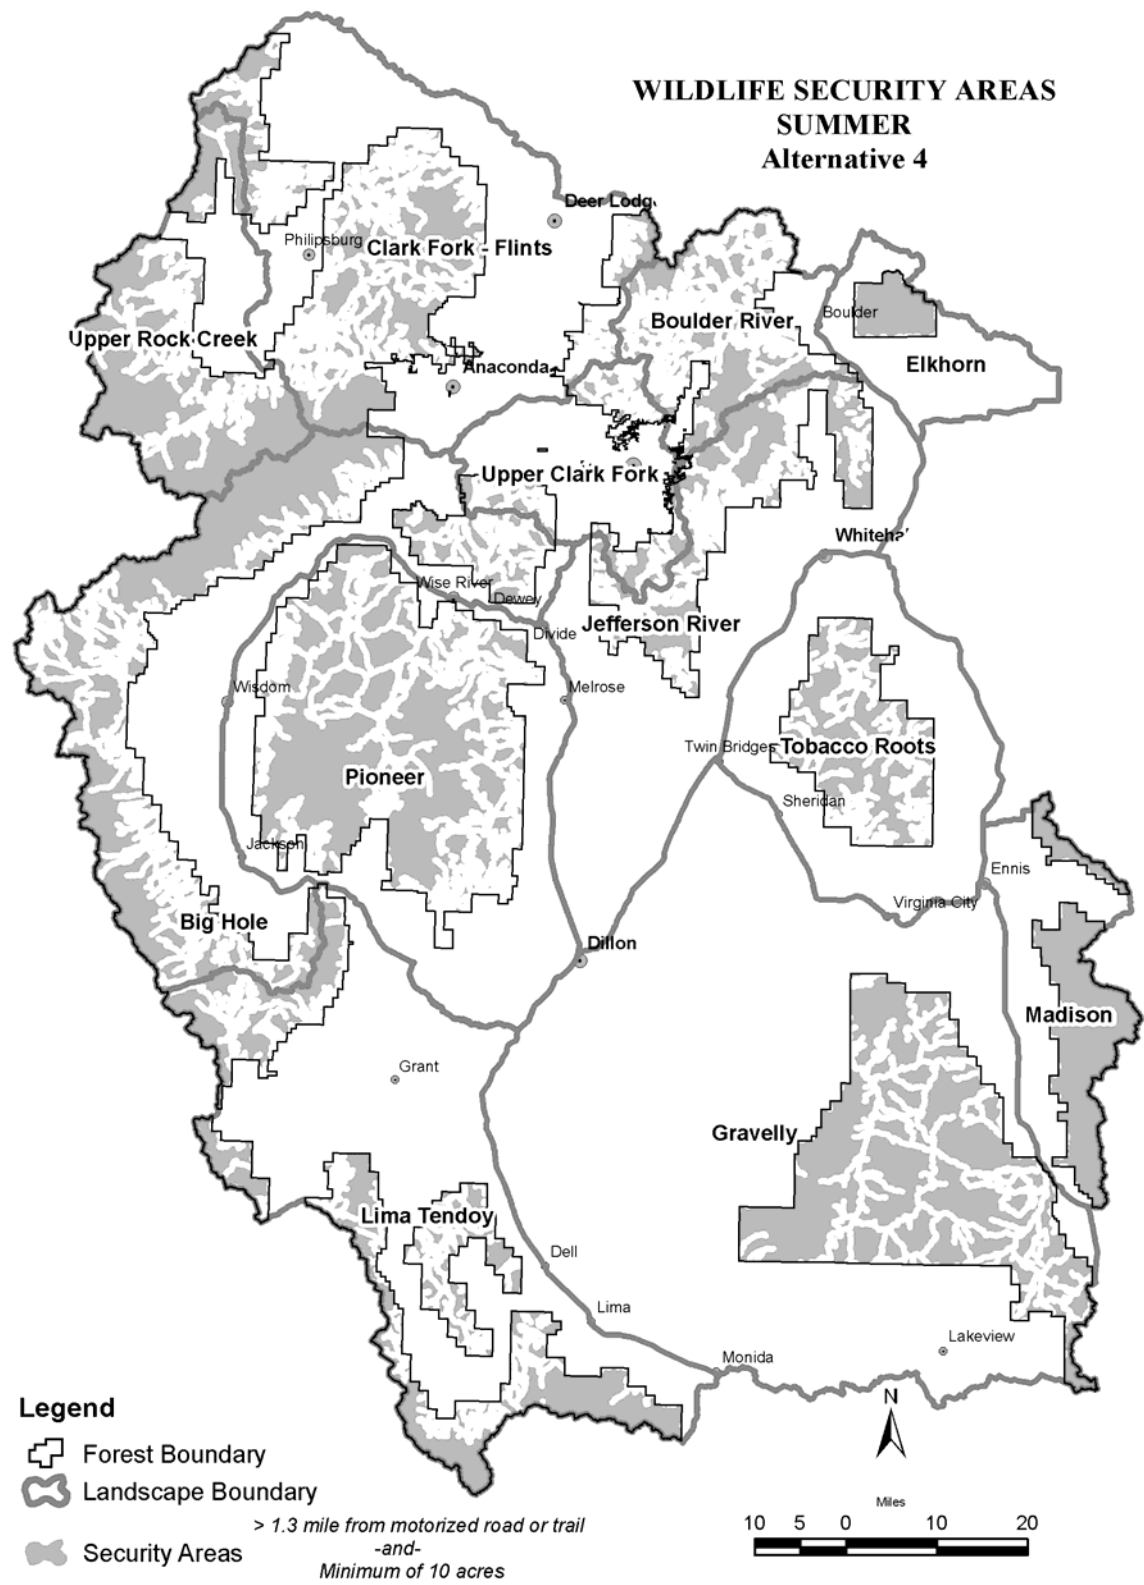 WILDLIFE SECURITY AREAS
SUMMER
Alternative 4
Deer Lodg
Philipsburg
Clark Fork - Flints
Boulder
Boulder River
Upper Rock Creek
Elkhorn
Anaconda
Upper Clark Fork
Whiteha
Wise River
Dewey
Jefferson River
Divide
Wisdom
Melrose
Twin Bridges
Tobacco Roots
Pioneer
Sheridan
Jackson
Ennis
Virginia City
Big Hole
Dillon
Madison
Grant
Gravelly
Lima Tendoy
Dell
Lima
Lakeview
Monida
N
Legend
Forest Boundary
Landscape Boundary
Security Areas
> 1.3 mile from motorized road or trail
-and-
Minimum of 10 acres
Miles
10 5 0 10 20